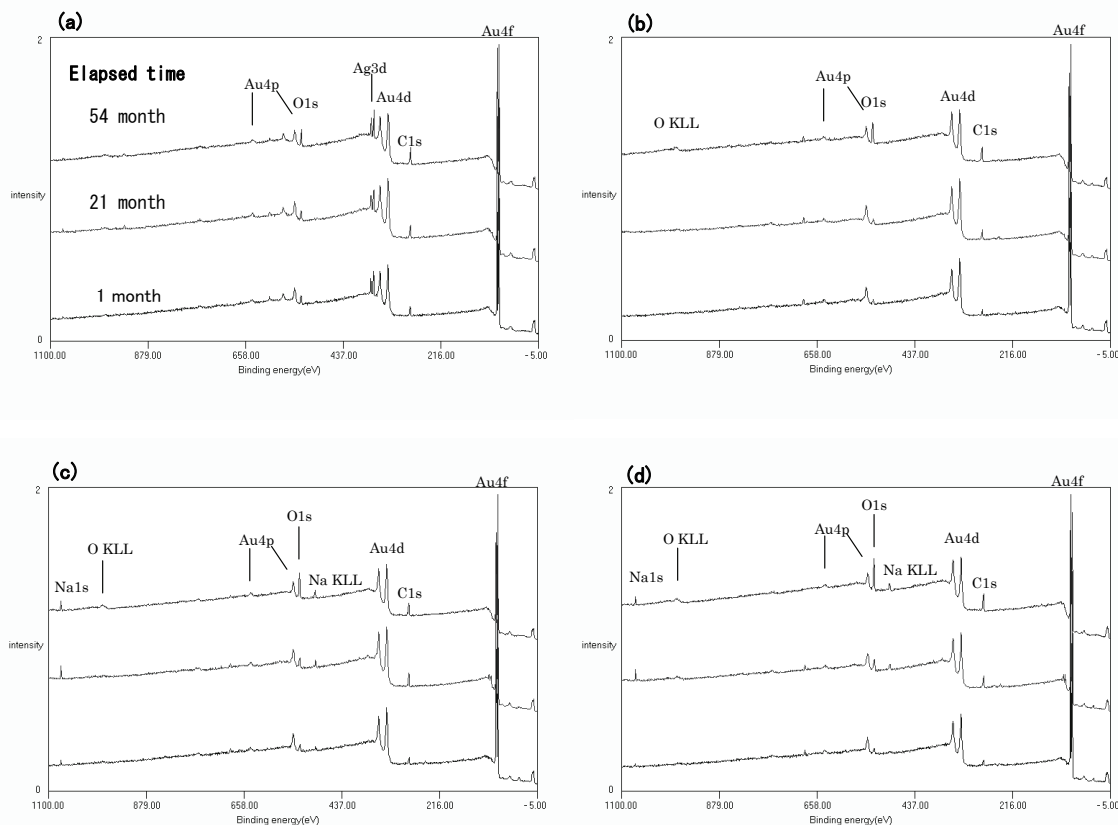 (a)
2
Au4f
Elapsed time
Ag3d
Au4p
Au4d
O1s
54 month
C1s
intensity
21 month
1 month
0
1100.00 879.00 658.00 437.00 216.00 -5.00
Binding energy(eV)
(b)
2
Au4f
Au4p
O1s
Au4d
O KLL
C1s
intensity
0
1100.00 879.00 658.00 437.00 216.00 -5.00
Binding energy(eV)
(c)
2
Au4f
O1s
O KLL
Au4p
Au4d
Na1s
Na KLL
C1s
intensity
0
1100.00 879.00 658.00 437.00 216.00 -5.00
Binding energy(eV)
(d)
2
Au4f
O1s
O KLL
Au4p
Au4d
Na1s
Na KLL
C1s
intensity
0
1100.00 879.00 658.00 437.00 216.00 -5.00
Binding energy(eV)